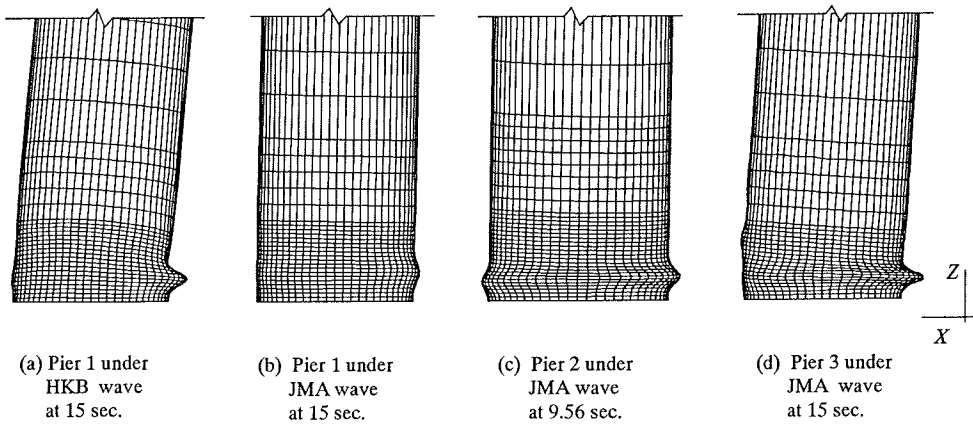 Z
X
(a) Pier 1 under
HKB wave
at 15 sec.
(b) Pier 1 under
JMA wave
at 15 sec.
(c) Pier 2 under
JMA wave
at 9.56 sec.
(d) Pier 3 under
JMA wave
at 15 sec.